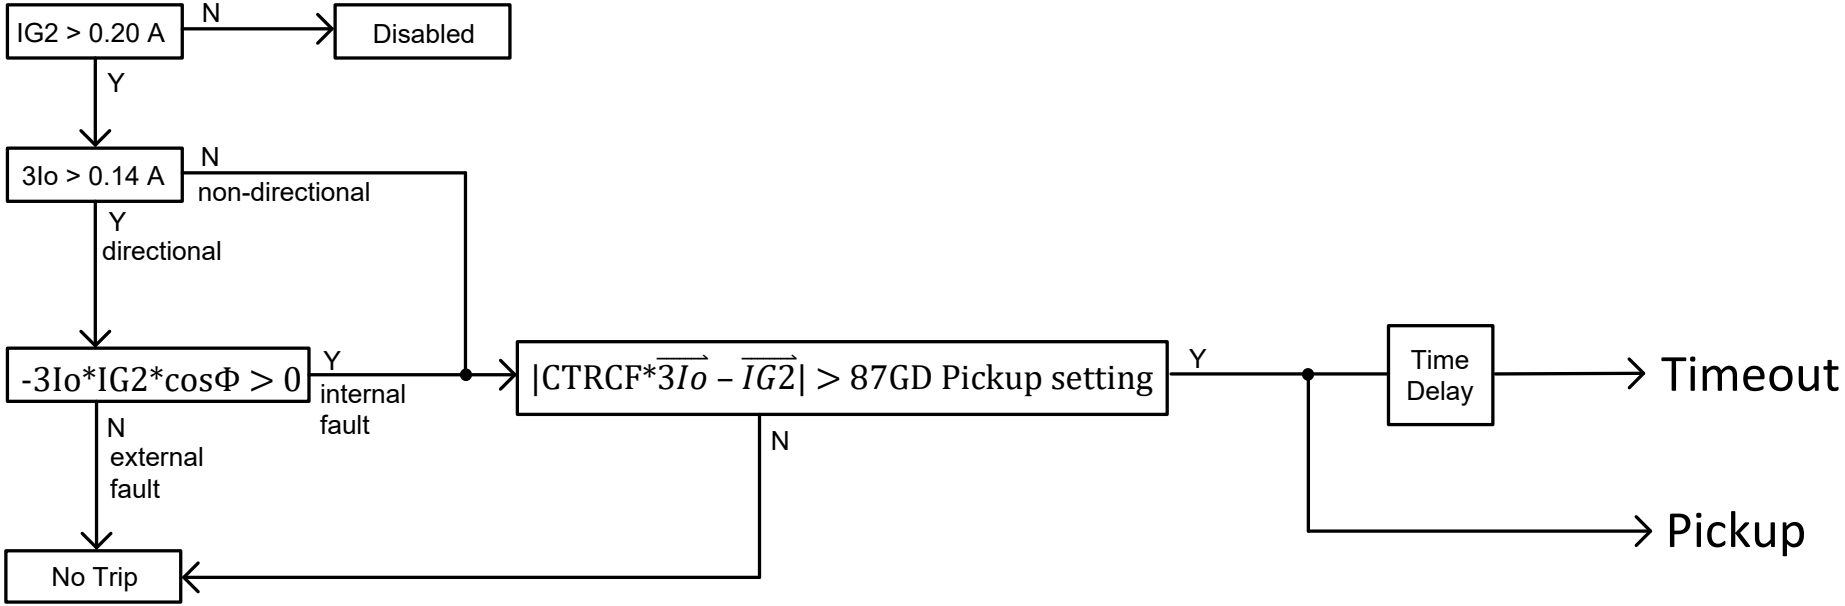 IG2 > 0.20 A
N
Disabled
Y
3Io > 0.14 A
N
non-directional
Y
directional
-3Io*IG2*cosΦ > 0
Y
internal
fault
|CTRCF*3Io – IG2| > 87GD Pickup setting
Y
Time
Delay
Timeout
N
external
fault
N
Pickup
No Trip